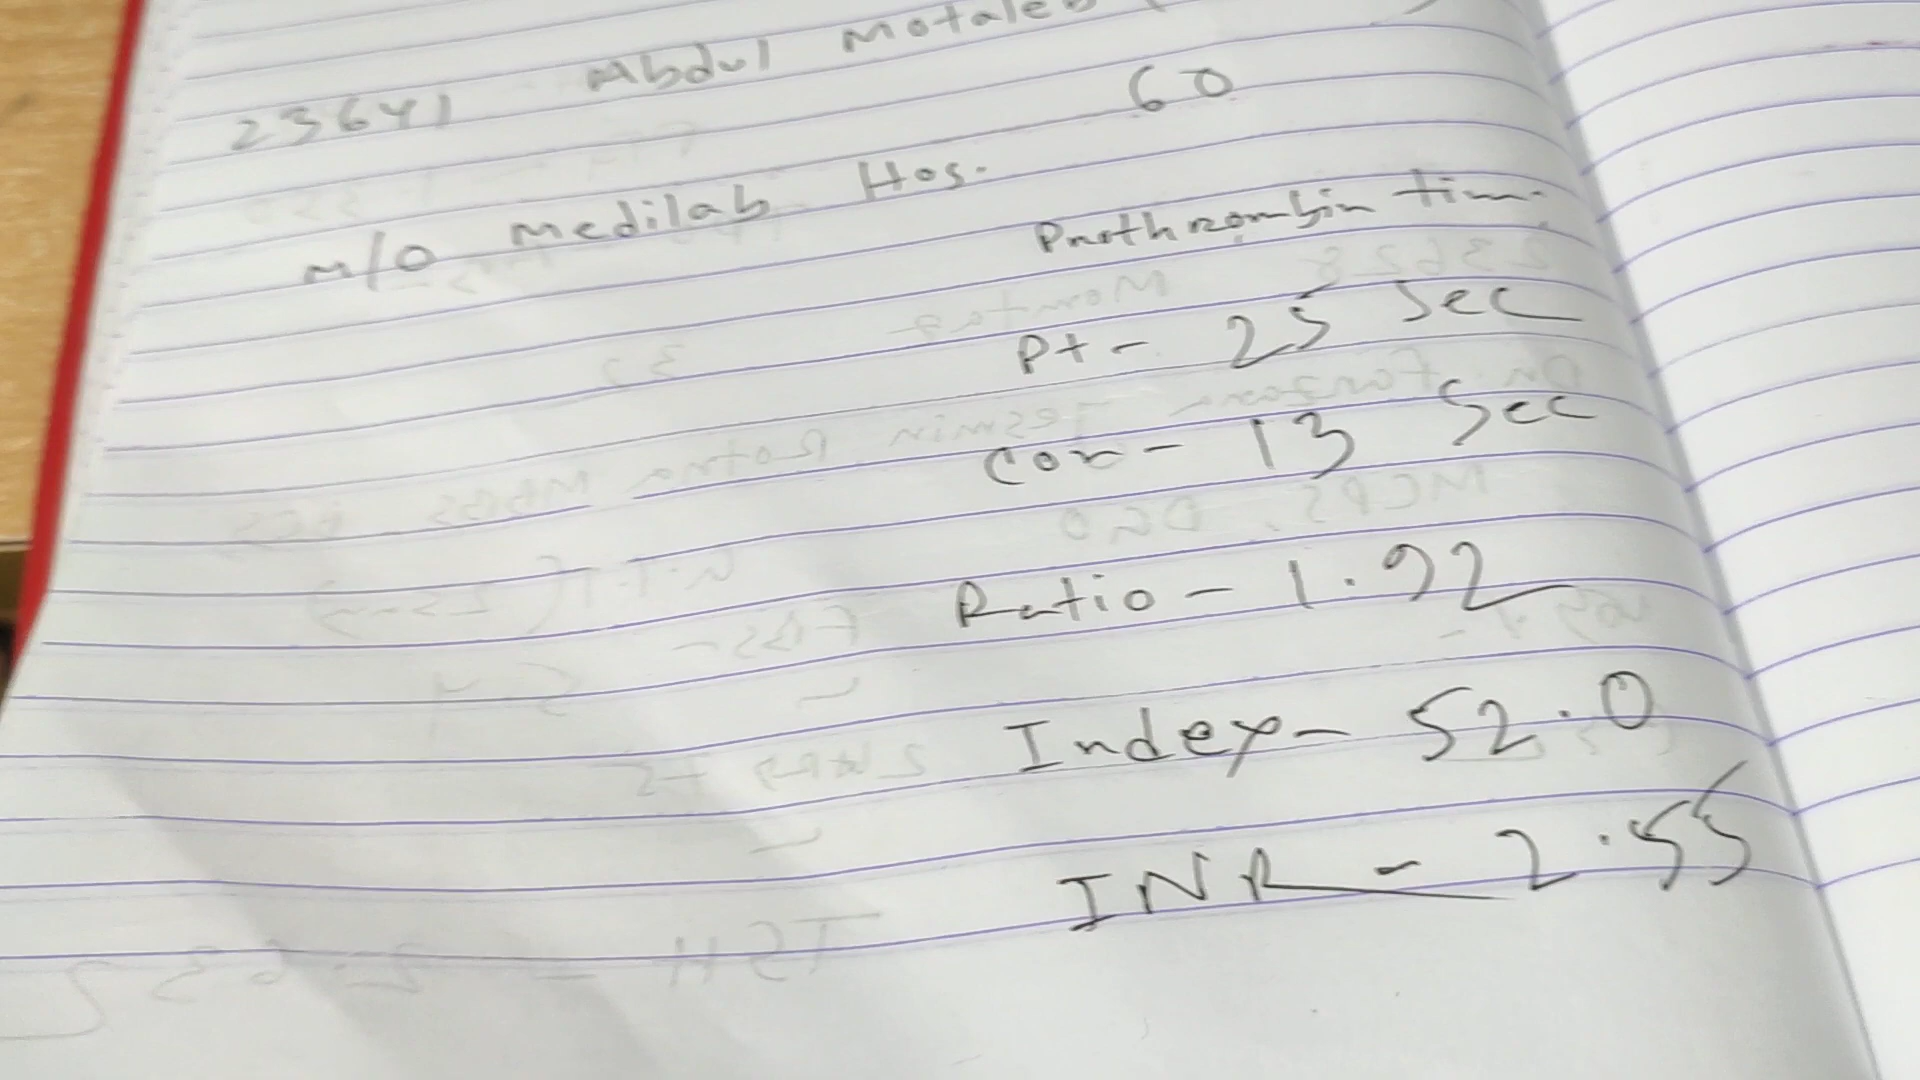 23641 Abdul Motaleb
60
M/O Medilab Hos.
Prothrombin tim.
Pt - 25 Sec
Con - 13 Sec
Ratio - 1.92
Index - 52.0
INR - 2.55